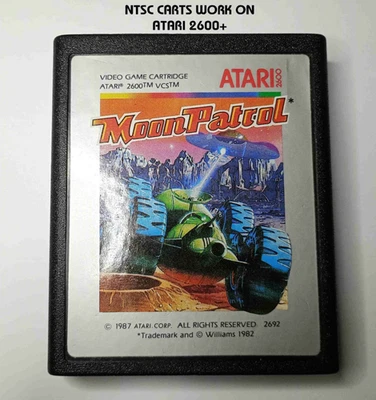 NTSC CARTS WORK ON
ATARI 2600+
VIDEO GAME CARTRIDGE
ATARI® 2600™ VCS™
ATARI 2600
Moon Patrol*
© 1987 ATARI CORP. ALL RIGHTS RESERVED. 2692
*Trademark and © Williams 1982